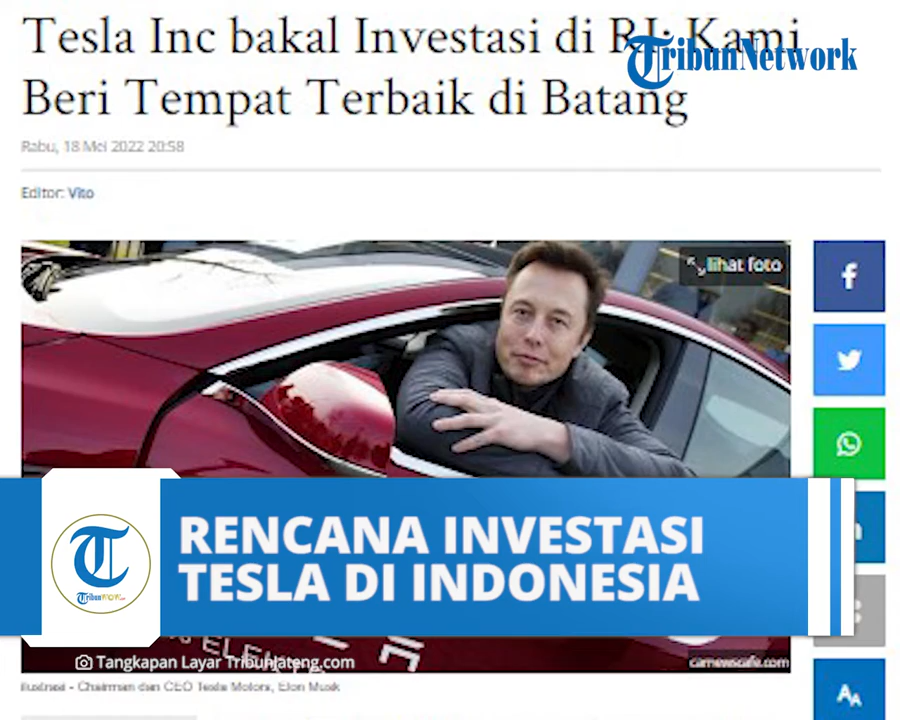 Tesla Inc bakal Investasi di RI: Kami
Beri Tempat Terbaik di Batang
TribunNetwork
Rabu, 18 Mei 2022 20:58
Editor: Vito
lihat foto
RENCANA INVESTASI
TESLA DI INDONESIA
Tangkapan Layar Tribunjateng.com
carnewscafe.com
Ilustrasi - Chairman dan CEO Tesla Motors, Elon Musk